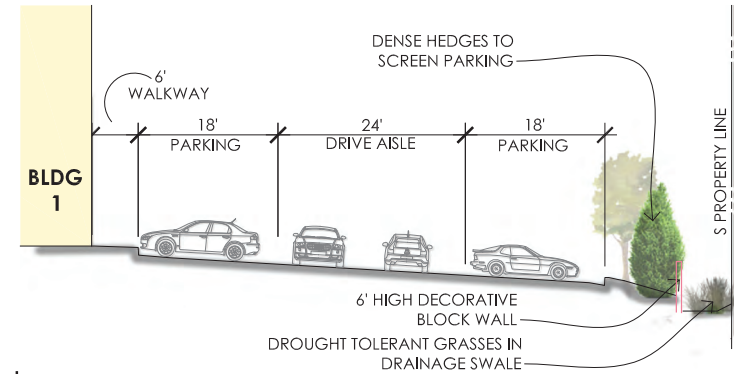 DENSE HEDGES TO
SCREEN PARKING
6'
WALKWAY
18'
PARKING
24'
DRIVE AISLE
18'
PARKING
BLDG
1
S PROPERTY LINE
6' HIGH DECORATIVE
BLOCK WALL
DROUGHT TOLERANT GRASSES IN
DRAINAGE SWALE